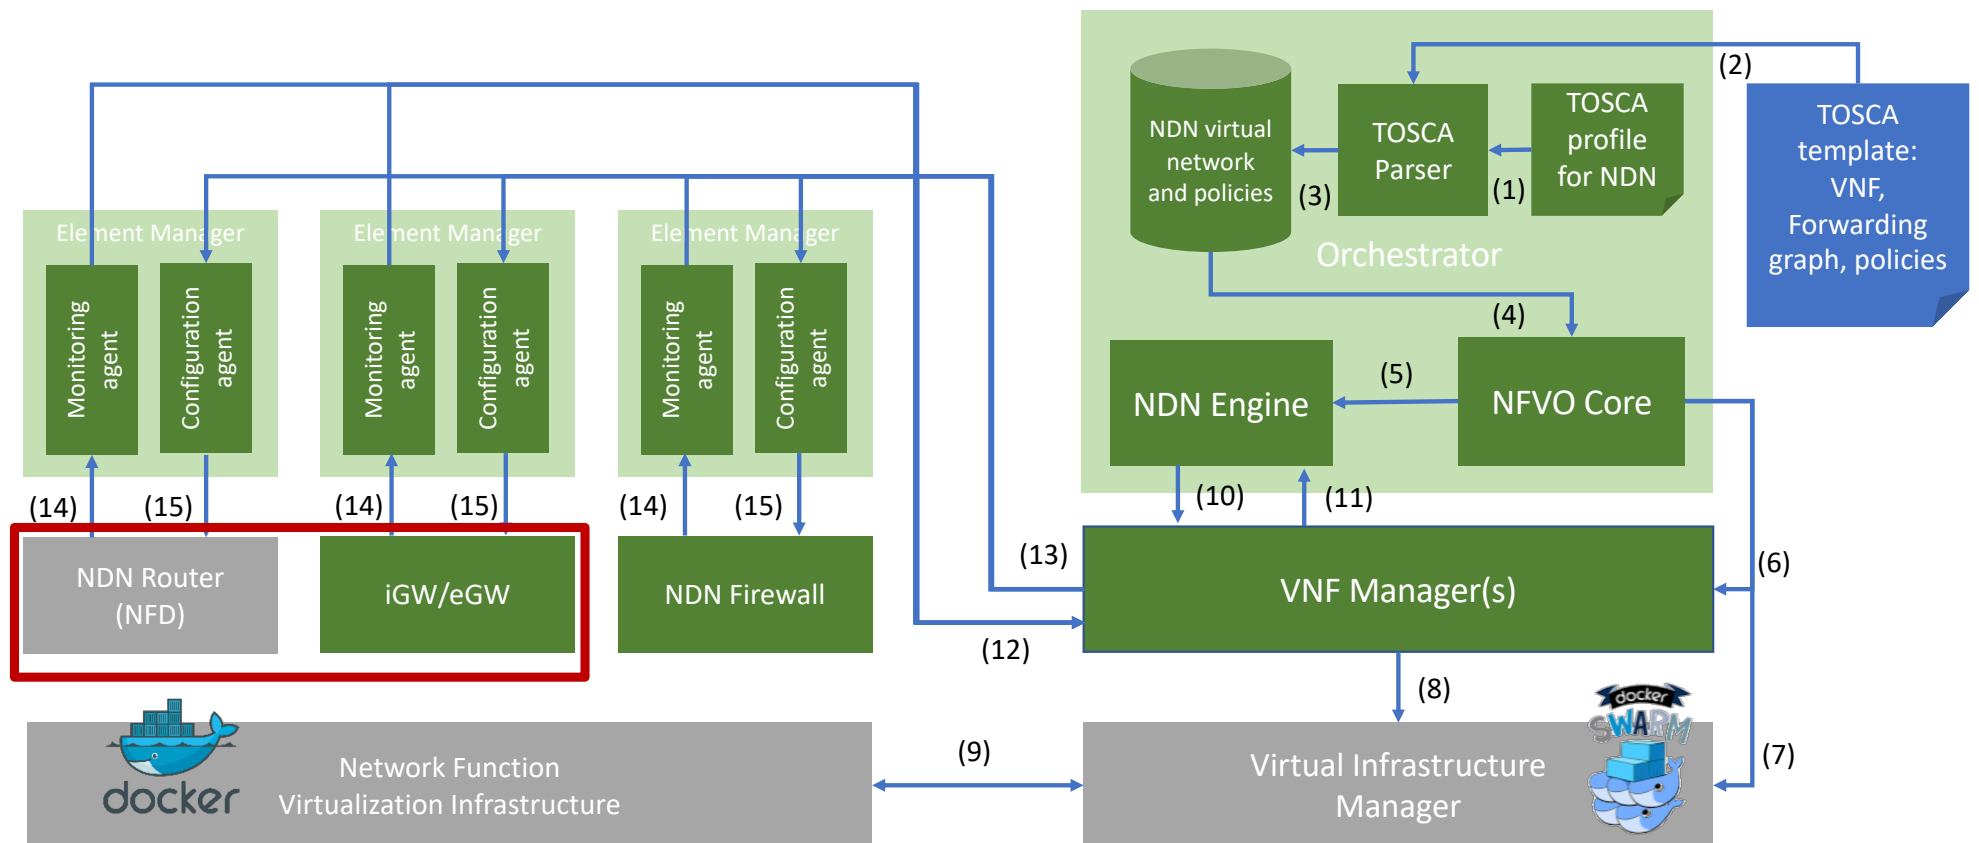 (2)
TOSCA
template:
VNF,
Forwarding
graph, policies
TOSCA
profile
for NDN
(1)
TOSCA
Parser
(3)
NDN virtual
network
and policies
Orchestrator
(4)
NFVO Core
(5)
NDN Engine
(10)
(11)
(6)
(7)
Element Manager
Monitoring
agent
Configuration
agent
Element Manager
Monitoring
agent
Configuration
agent
Element Manager
Monitoring
agent
Configuration
agent
(14)
(15)
(14)
(15)
(14)
(15)
NDN Router
(NFD)
iGW/eGW
NDN Firewall
(13)
(12)
VNF Manager(s)
(8)
docker
Network Function
Virtualization Infrastructure
(9)
Virtual Infrastructure
Manager
docker
SWARM